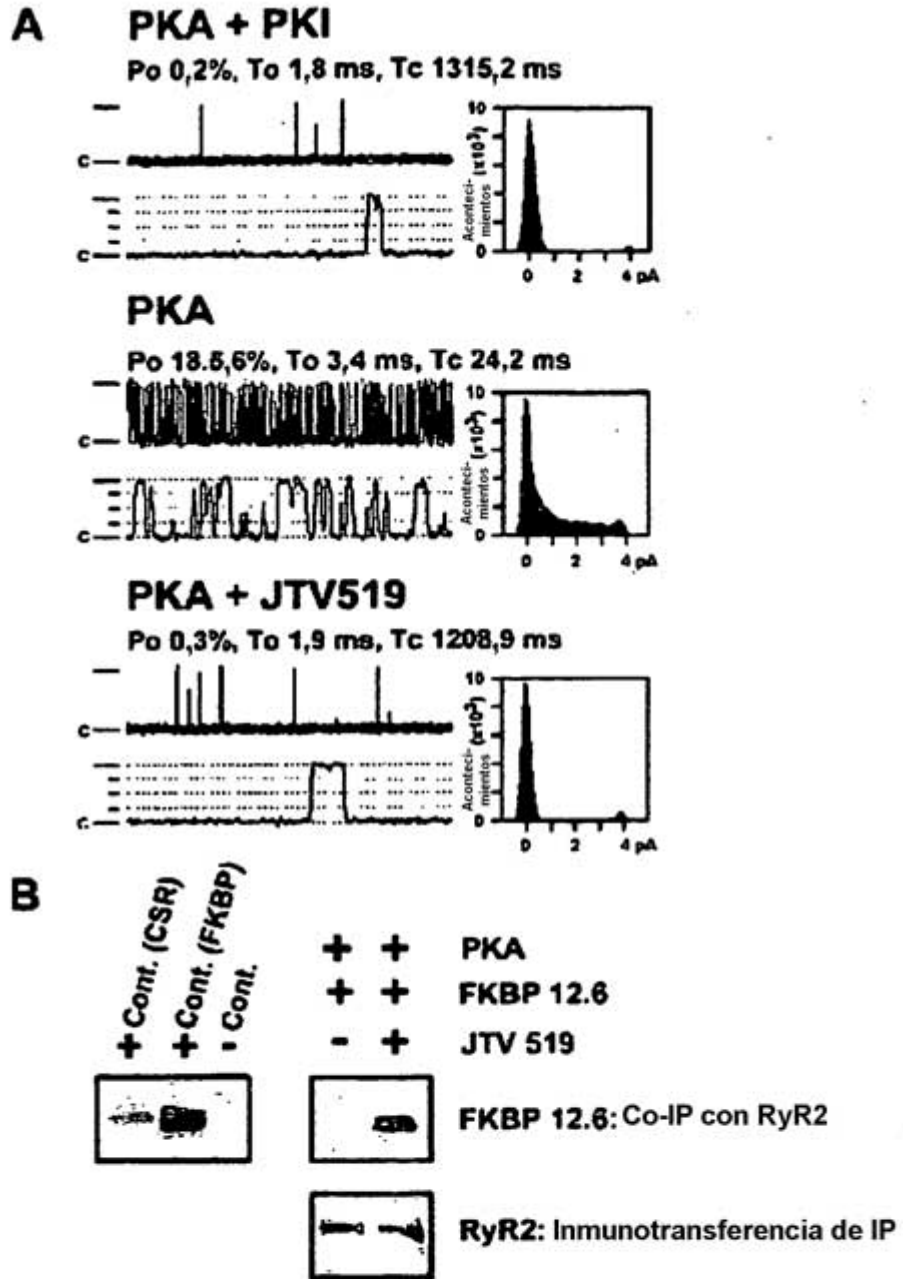 A
PKA + PKI
Po 0,2%, To 1,8 ms, Tc 1315,2 ms
C
C
Aconteci-
mientos (x10³)
10
0
0 2 4 pA
PKA
Po 18.5,6%, To 3,4 ms, Tc 24,2 ms
C
C
Aconteci-
mientos (x10³)
10
0
0 2 4 pA
PKA + JTV519
Po 0,3%, To 1,9 ms, Tc 1208,9 ms
C
C
Aconteci-
mientos (x10³)
10
0
0 2 4 pA
B
+ Cont. (CSR)
+ Cont. (FKBP)
- Cont.
+ + PKA
+ + FKBP 12.6
- + JTV 519
FKBP 12.6: Co-IP con RyR2
RyR2: Inmunotransferencia de IP